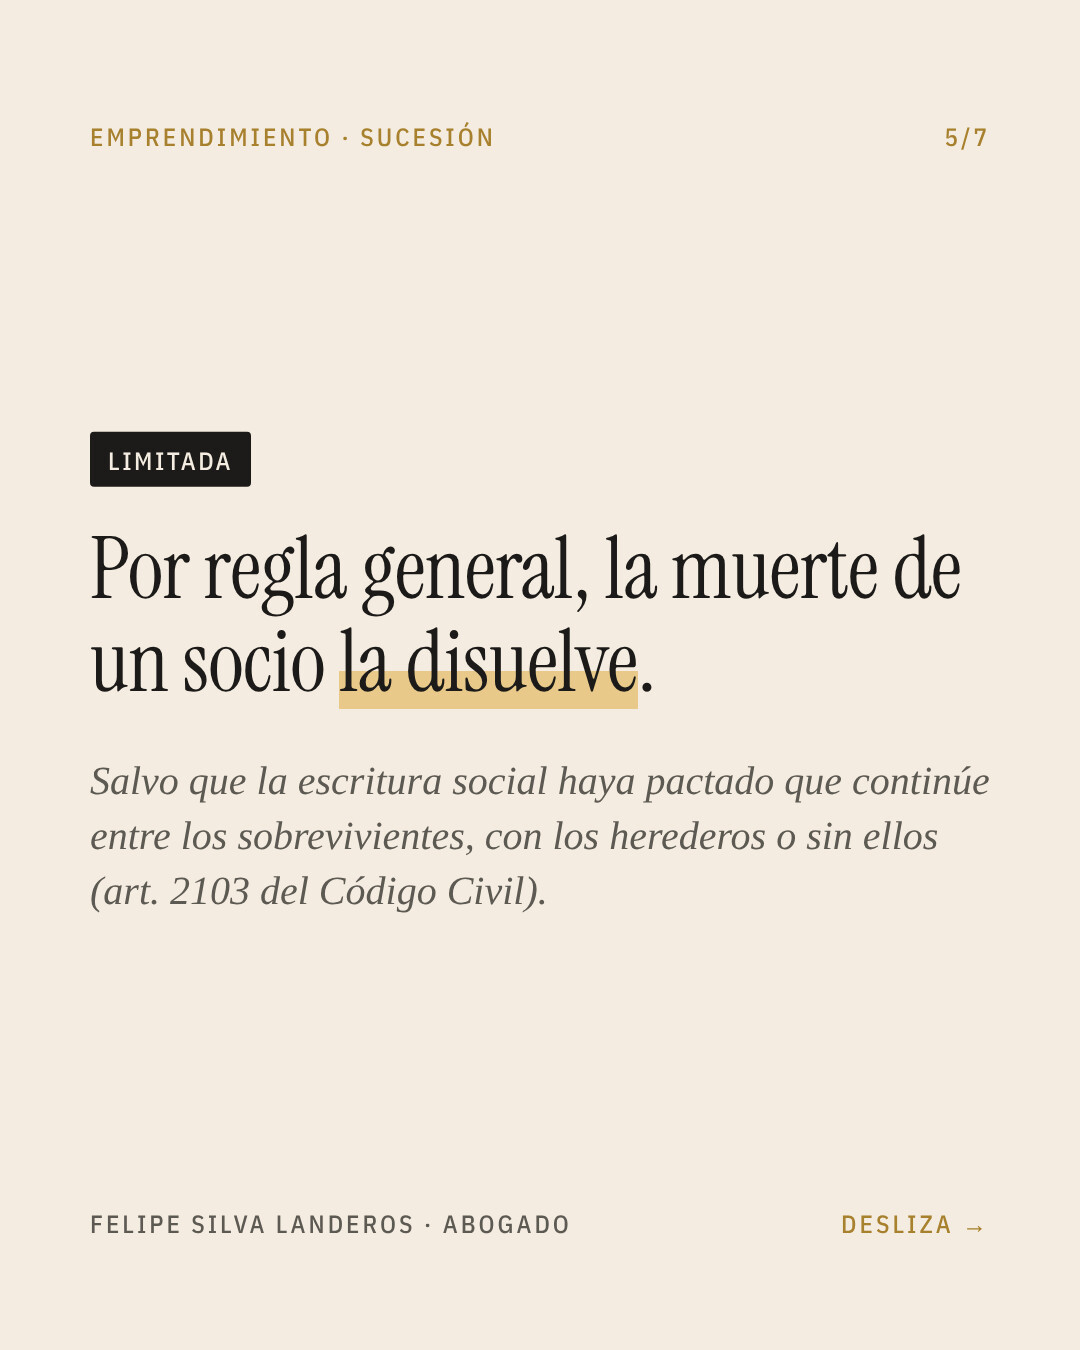 EMPRENDIMIENTO · SUCESIÓN
5/7
LIMITADA
Por regla general, la muerte de
un socio la disuelve.
Salvo que la escritura social haya pactado que continúe
entre los sobrevivientes, con los herederos o sin ellos
(art. 2103 del Código Civil).
FELIPE SILVA LANDEROS · ABOGADO
DESLIZA →